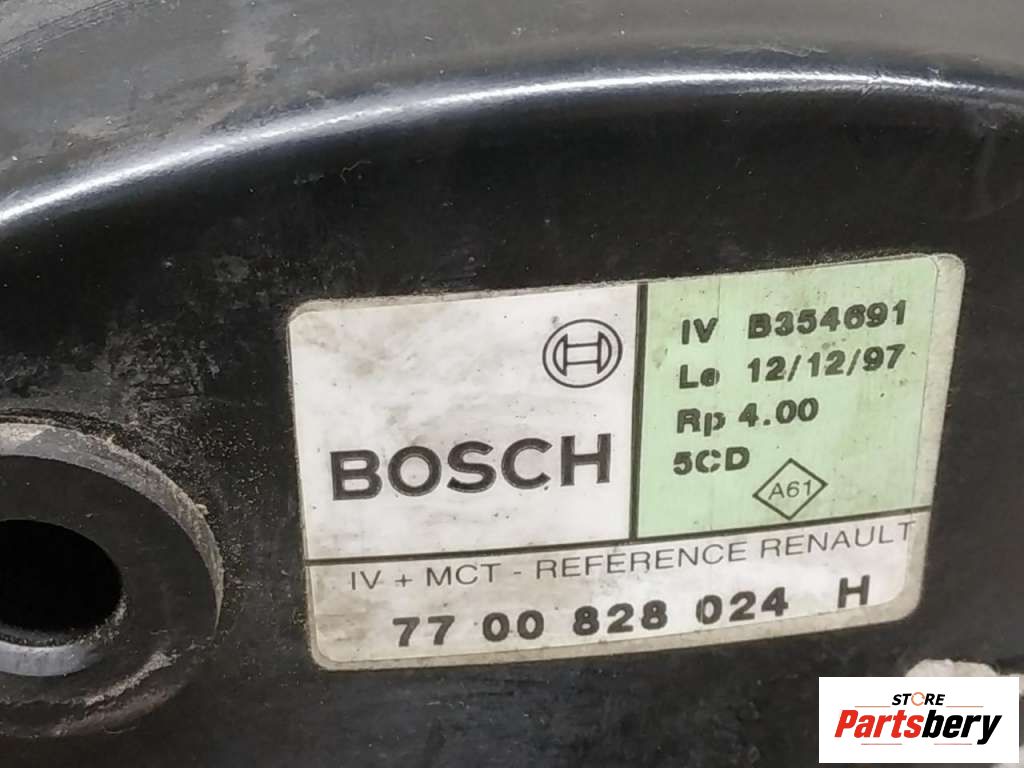 BOSCH
IV B354691
Le 12/12/97
Rp 4.00
5CD
A61
IV + MCT - REFERENCE RENAULT
77 00 828 024 H
STORE
Partsbery